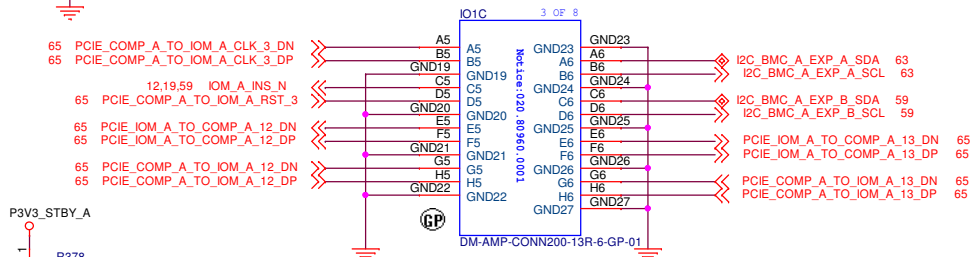 IO1C 3 OF 8
A5 A5 GND23 GND23
65 PCIE_COMP_A_TO_IOM_A_CLK_3_DN B5 B5 A6 A6 I2C_BMC_A_EXP_A_SDA 63
65 PCIE_COMP_A_TO_IOM_A_CLK_3_DP GND19 GND19 B6 B6 I2C_BMC_A_EXP_A_SCL 63
12,19,59 IOM_A_INS_N C5 C5 GND24 GND24
65 PCIE_COMP_A_TO_IOM_A_RST_3 D5 D5 C6 C6 I2C_BMC_A_EXP_B_SDA 59
GND20 GND20 D6 D6 I2C_BMC_A_EXP_B_SCL 59
65 PCIE_IOM_A_TO_COMP_A_12_DN E5 E5 GND25 GND25
65 PCIE_IOM_A_TO_COMP_A_12_DP F5 F5 E6 E6 PCIE_IOM_A_TO_COMP_A_13_DN 65
GND21 GND21 F6 F6 PCIE_IOM_A_TO_COMP_A_13_DP 65
65 PCIE_COMP_A_TO_IOM_A_12_DN G5 G5 GND26 GND26
65 PCIE_COMP_A_TO_IOM_A_12_DP H5 H5 G6 G6 PCIE_COMP_A_TO_IOM_A_13_DN 65
GND22 GND22 H6 H6 PCIE_COMP_A_TO_IOM_A_13_DP 65
GND27 GND27
Notice:020.80960.0001
GP
DM-AMP-CONN200-13R-6-GP-01
P3V3_STBY_A
1
R378